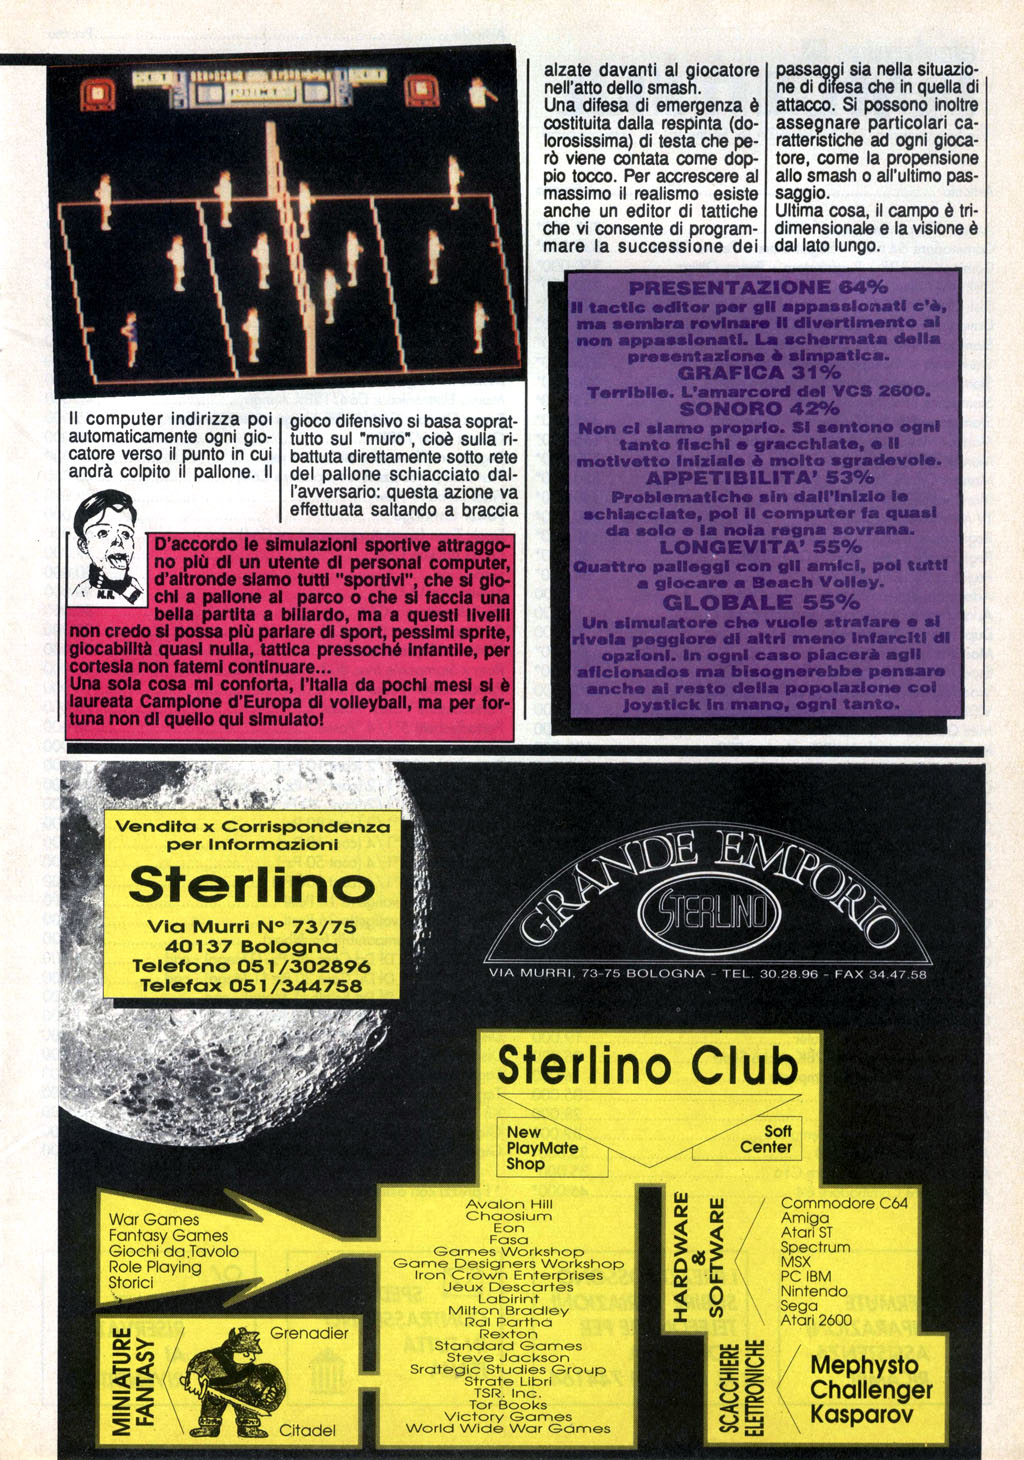 Il computer indirizza poi
automaticamente ogni gio-
catore verso il punto in cui
andrà colpito il pallone. Il
gioco difensivo si basa soprat-
tutto sul "muro", cioè sulla ri-
battuta direttamente sotto rete
del pallone schiacciato dal-
l'avversario: questa azione va
effettuata saltando a braccia
alzate davanti al giocatore
nell'atto dello smash.
Una difesa di emergenza è
costituita dalla respinta (do-
lorosissima) di testa che pe-
rò viene contata come dop-
pio tocco. Per accrescere al
massimo il realismo esiste
anche un editor di tattiche
che vi consente di program-
mare la successione dei
passaggi sia nella situazio-
ne di difesa che in quella di
attacco. Si possono inoltre
assegnare particolari ca-
ratteristiche ad ogni gioca-
tore, come la propensione
allo smash o all'ultimo pas-
saggio.
Ultima cosa, il campo è tri-
dimensionale e la visione è
dal lato lungo.
M.R.
D'accordo le simulazioni sportive attraggo-
no più di un utente di personal computer,
d'altronde siamo tutti "sportivi", che si gio-
chi a pallone al parco o che si faccia una
bella partita a biliardo, ma a questi livelli
non credo si possa più parlare di sport, pessimi sprite,
giocabilità quasi nulla, tattica pressoché infantile, per
cortesia non fatemi continuare...
Una sola cosa mi conforta, l'Italia da pochi mesi si è
laureata Campione d'Europa di volleyball, ma per for-
tuna non di quello qui simulato!
PRESENTAZIONE 64%
Il tactic editor per gli appassionati c'è,
ma sembra rovinare il divertimento ai
non appassionati. La schermata della
presentazione è simpatica.
GRAFICA 31%
Terribile. L'amarcord del VCS 2600.
SONORO 42%
Non ci siamo proprio. Si sentono ogni
tanto fischi e gracchiate, e il
motivetto iniziale è molto sgradevole.
APPETIBILITA' 53%
Problematiche sin dall'inizio le
schiacciate, poi il computer fa quasi
da solo e la noia regna sovrana.
LONGEVITA' 55%
Quattro palleggi con gli amici, poi tutti
a giocare a Beach Volley.
GLOBALE 55%
Un simulatore che vuole strafare e si
rivela peggiore di altri meno infarciti di
opzioni. In ogni caso piacerà agli
aficionados ma bisognerebbe pensare
anche al resto della popolazione col
joystick in mano, ogni tanto.
Vendita x Corrispondenza
per Informazioni
Sterlino
Via Murri N° 73/75
40137 Bologna
Telefono 051/302896
Telefax 051/344758
GRANDE EMPORIO
STERLINO
VIA MURRI, 73-75 BOLOGNA - TEL. 30.28.96 - FAX 34.47.58
Sterlino Club
New
PlayMate
Shop
Soft
Center
War Games
Fantasy Games
Giochi da Tavolo
Role Playing
Storici
MINIATURE
FANTASY
Grenadier
Citadel
Avalon Hill
Chaosium
Eon
Fasa
Games Workshop
Game Designers Workshop
Iron Crown Enterprises
Jeux Descartes
Labirint
Milton Bradley
Ral Partha
Rexton
Standard Games
Steve Jackson
Srategic Studies Group
Strate Libri
TSR. Inc.
Tor Books
Victory Games
World Wide War Games
HARDWARE
&
SOFTWARE
Commodore C64
Amiga
Atari ST
Spectrum
MSX
PC IBM
Nintendo
Sega
Atari 2600
SCACCHIERE
ELETRONICHE
Mephysto
Challenger
Kasparov